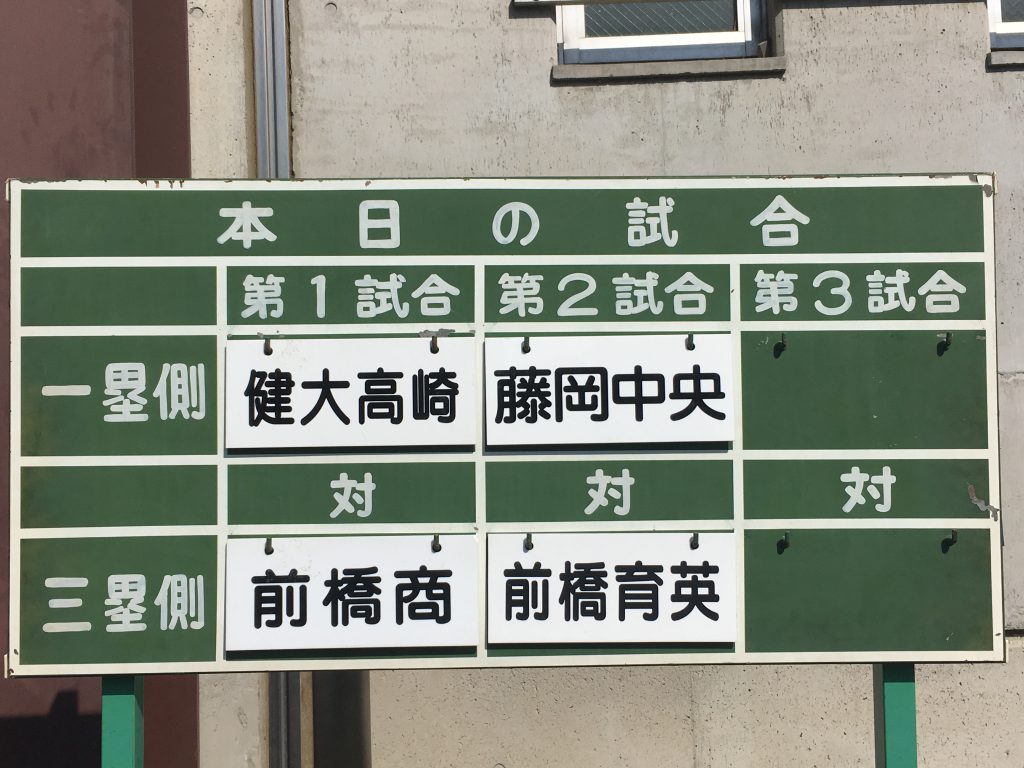 本日の試合
第1試合 第2試合 第3試合
一塁側 健大高崎 藤岡中央
対 対 対
三塁側 前橋商 前橋育英